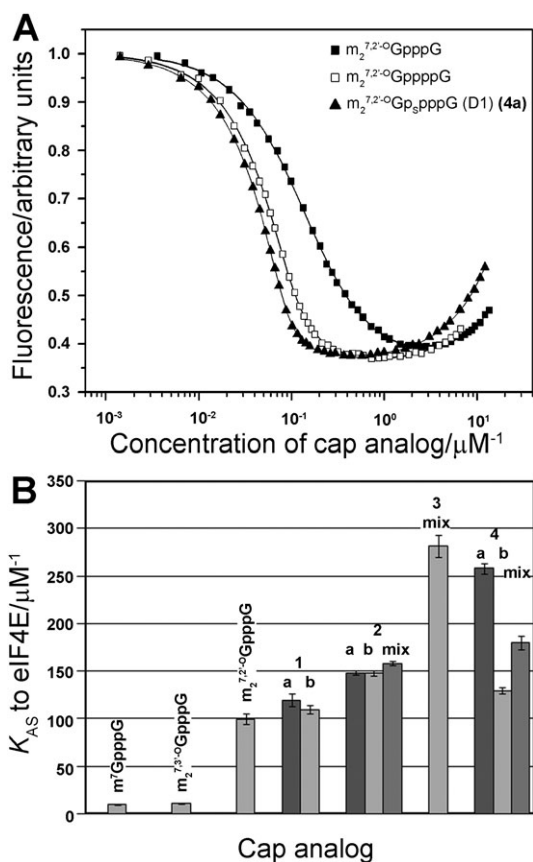 A
■ m₂⁷,²'⁻ᴼGpppG
□ m₂⁷,²'⁻ᴼGppppG
▲ m₂⁷,²'⁻ᴼGpₛpppG (D1) (4a)
Fluorescence/arbitrary units
1.0
0.9
0.8
0.7
0.6
0.5
0.4
0.3
10⁻³ 10⁻² 10⁻¹ 10⁰ 10¹
Concentration of cap analog/μM⁻¹
B
K_AS to eIF4E/μM⁻¹
350
300
250
200
150
100
50
0
m⁷GpppG
m₂⁷,³'⁻ᴼGpppG
m₂⁷,²'⁻ᴼGppppG
1
a b
2
a b mix
3
mix
4
a b mix
Cap analog